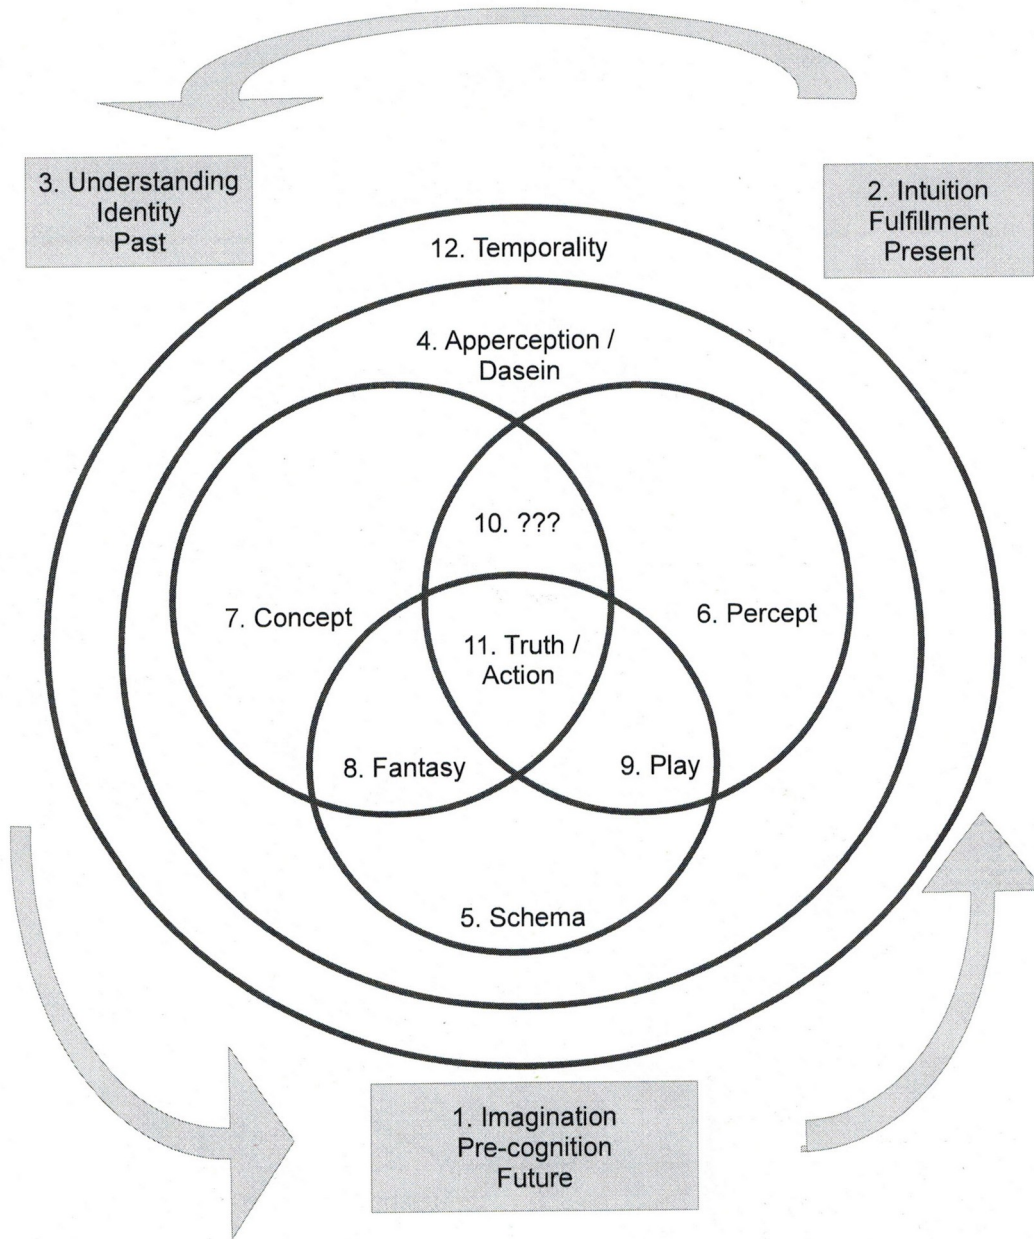 3. Understanding
Identity
Past
2. Intuition
Fulfillment
Present
12. Temporality
4. Apperception /
Dasein
10. ???
7. Concept
6. Percept
11. Truth /
Action
8. Fantasy
9. Play
5. Schema
1. Imagination
Pre-cognition
Future